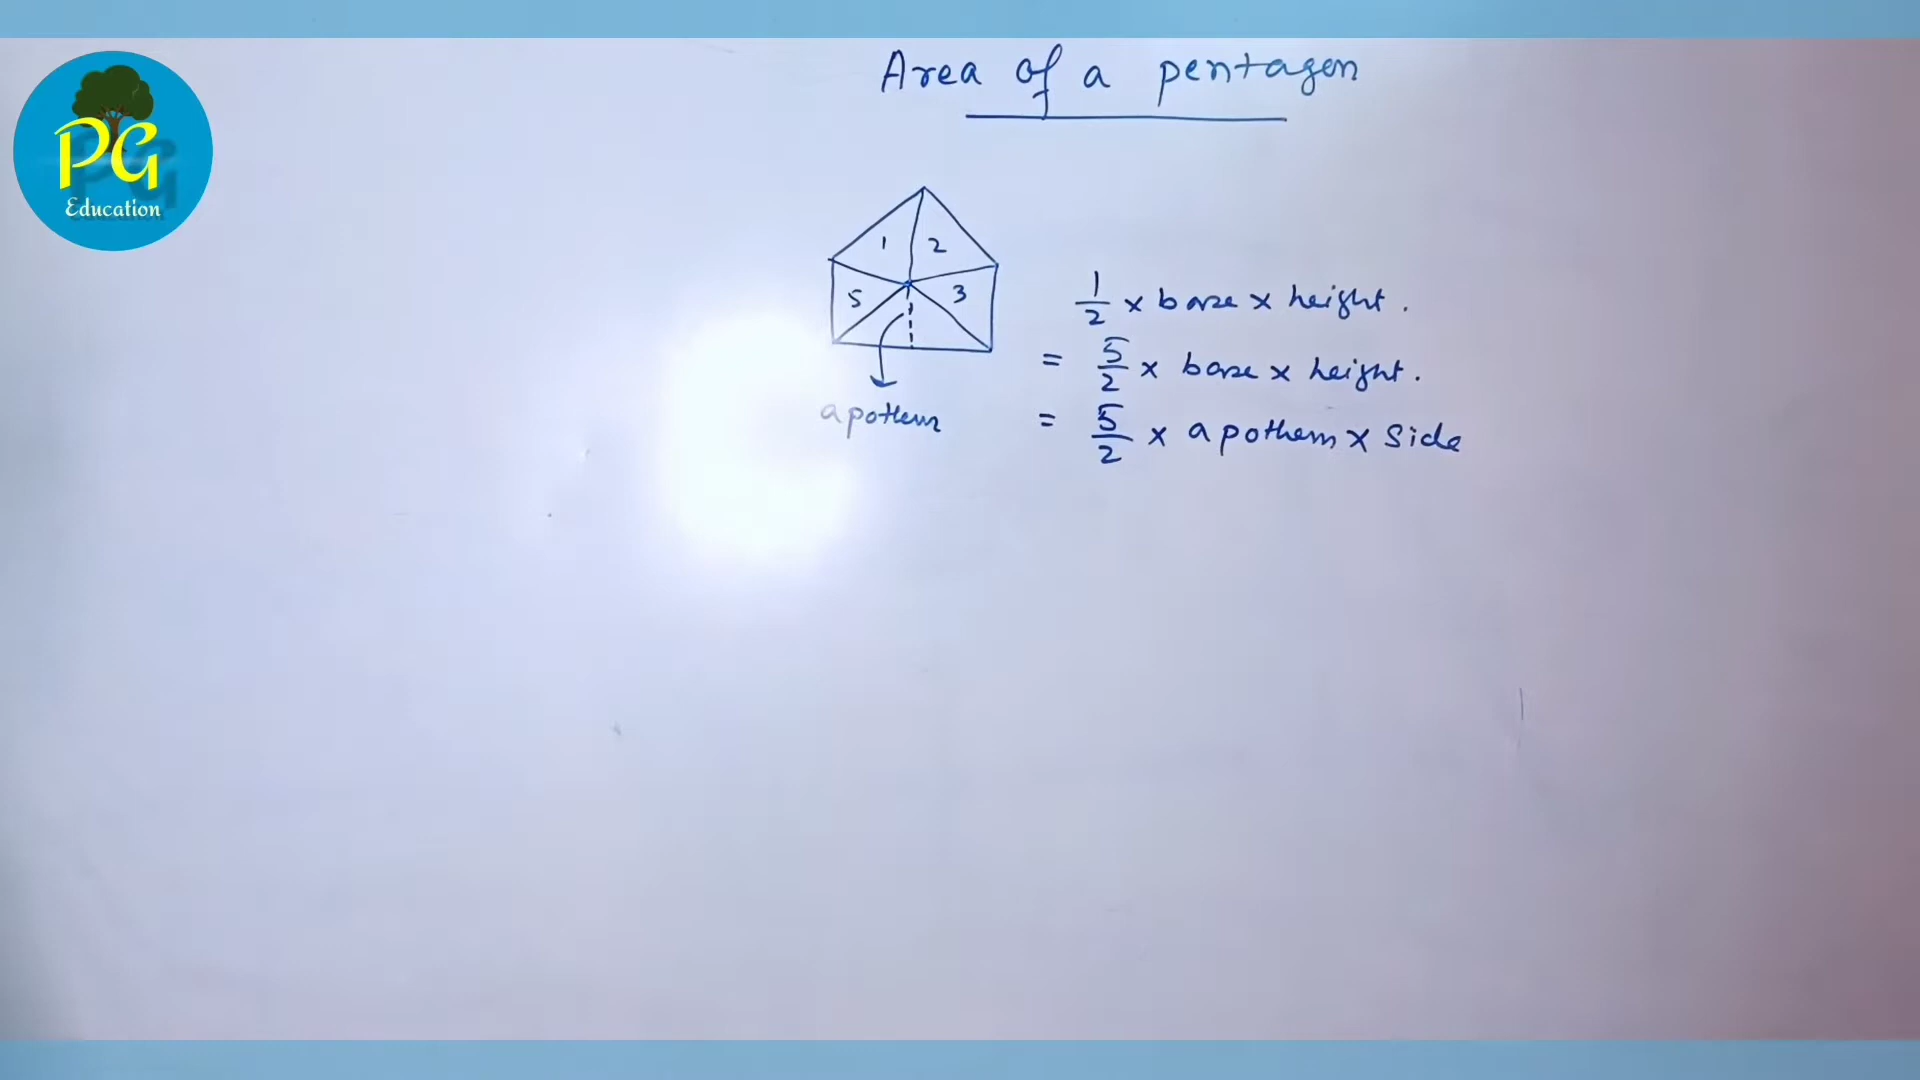 Area of a pentagon
PG
Education
1
2
5
3
apothem
1/2 × base × height.
= 5/2 × base × height.
= 5/2 × apothem × side